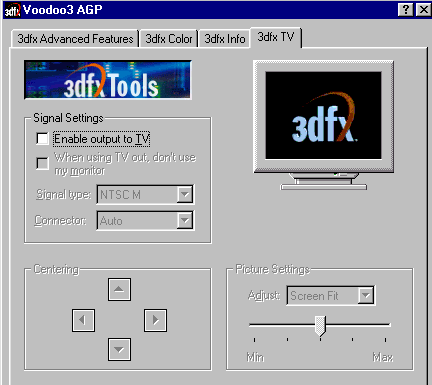 3dfx Voodoo3 AGP
3dfx Advanced Features 3dfx Color 3dfx Info 3dfx TV
3dfxTools
3dfx
Signal Settings
Enable output to TV
When using TV out, don't use
my monitor
Signal type: NTSC M
Connector: Auto
Centering
Picture Settings
Adjust: Screen Fit
Min Max